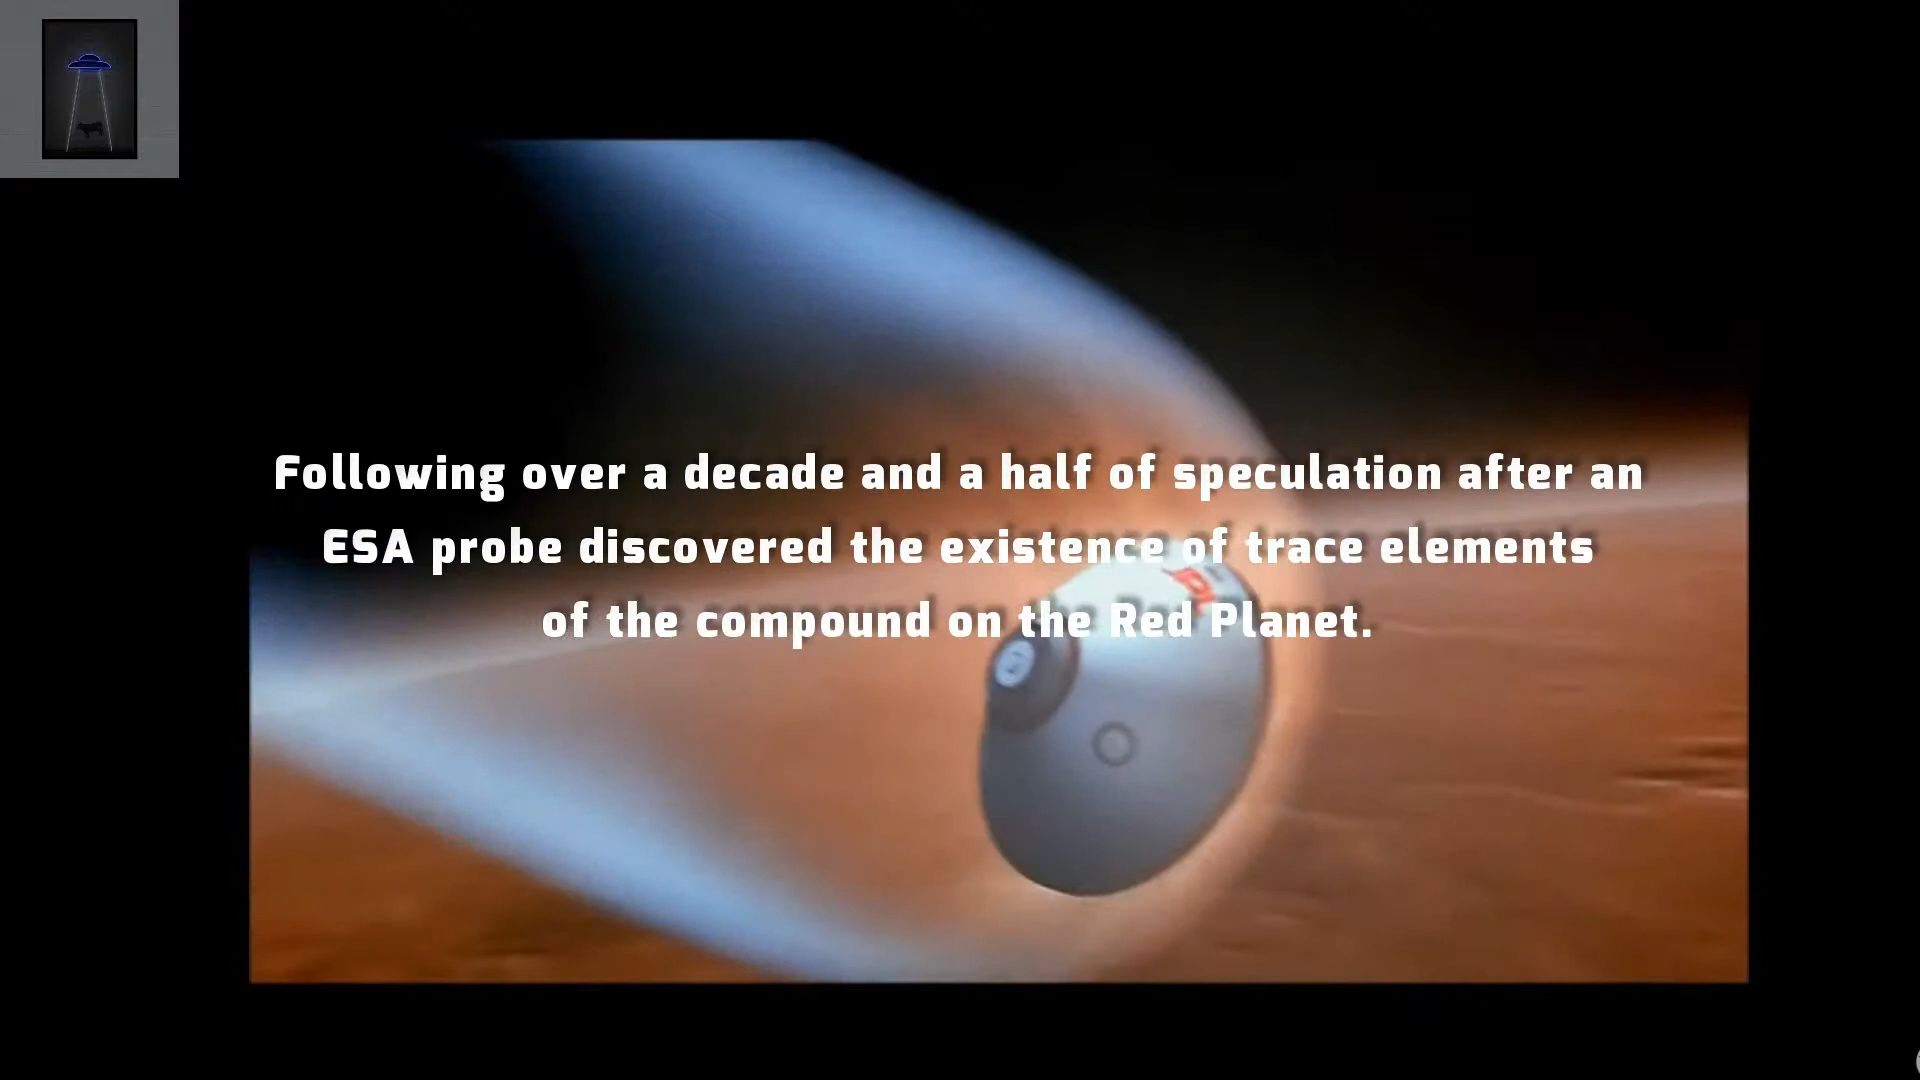 Following over a decade and a half of speculation after an
ESA probe discovered the existence of trace elements
of the compound on the Red Planet.